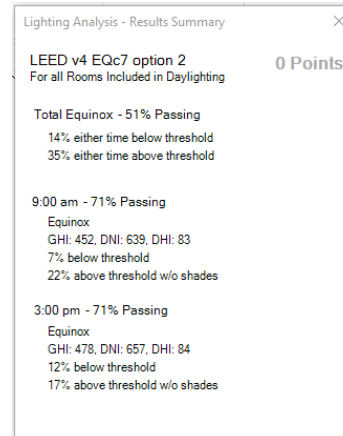 Lighting Analysis - Results Summary
LEED v4 EQc7 option 2
0 Points
For all Rooms Included in Daylighting
Total Equinox - 51% Passing
14% either time below threshold
35% either time above threshold
9:00 am - 71% Passing
Equinox
GHI: 452, DNI: 639, DHI: 83
7% below threshold
22% above threshold w/o shades
3:00 pm - 71% Passing
Equinox
GHI: 478, DNI: 657, DHI: 84
12% below threshold
17% above threshold w/o shades